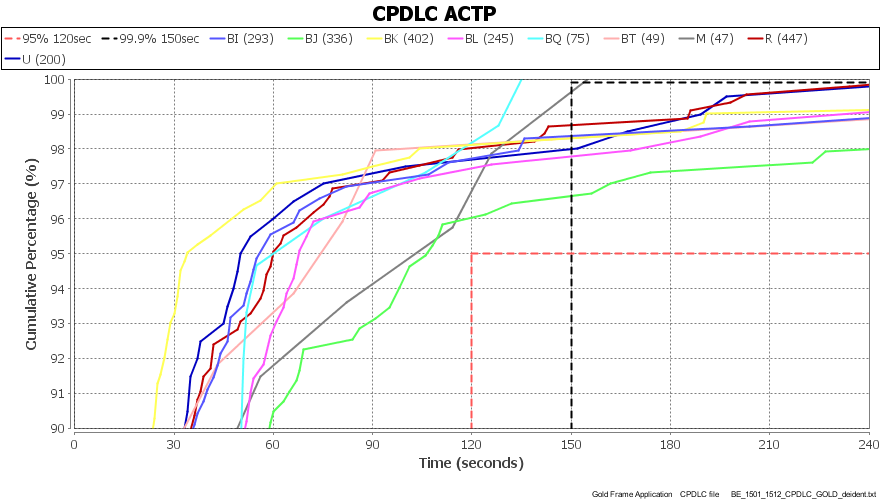 CPDLC ACTP
95% 120sec 99.9% 150sec BI (293) BJ (336) BK (402) BL (245) BQ (75) BT (49) M (47) R (447)
U (200)
100
99
98
97
96
95
94
93
92
91
90
Cumulative Percentage (%)
0 30 60 90 120 150 180 210 240
Time (seconds)
Gold Frame Application CPDLC file BE_1501_1512_CPDLC_GOLD_deident.txt